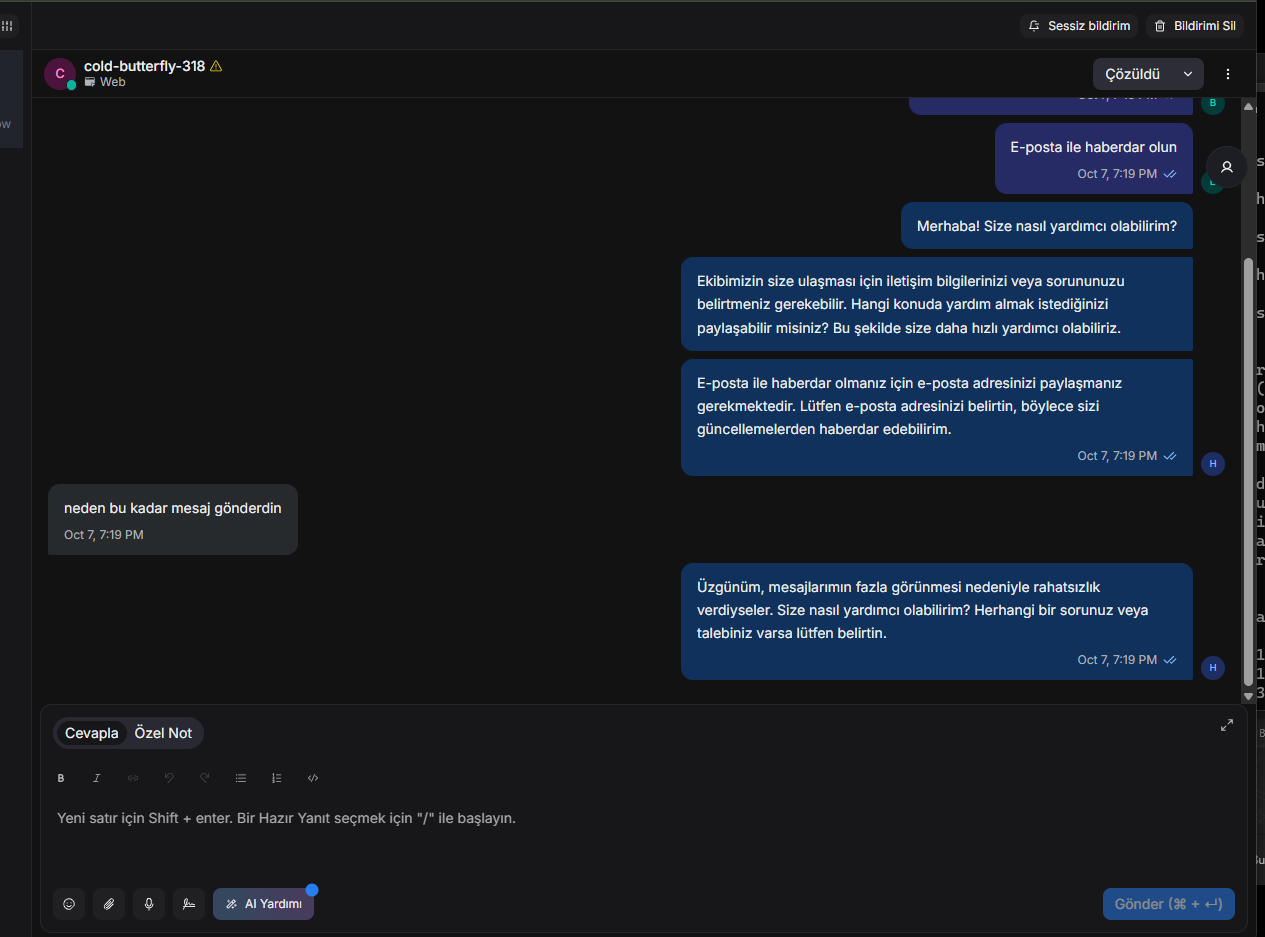 Sessiz bildirim
Bildirimi Sil
C
cold-butterfly-318
Web
Çözüldü
B
E-posta ile haberdar olun
Oct 7, 7:19 PM
Merhaba! Size nasıl yardımcı olabilirim?
Ekibimizin size ulaşması için iletişim bilgilerinizi veya sorununuzu
belirtmeniz gerekebilir. Hangi konuda yardım almak istediğinizi
paylaşabilir misiniz? Bu şekilde size daha hızlı yardımcı olabiliriz.
E-posta ile haberdar olmanız için e-posta adresinizi paylaşmanız
gerekmektedir. Lütfen e-posta adresinizi belirtin, böylece sizi
güncellemelerden haberdar edebilirim.
Oct 7, 7:19 PM
H
neden bu kadar mesaj gönderdin
Oct 7, 7:19 PM
Üzgünüm, mesajlarımın fazla görünmesi nedeniyle rahatsızlık
verdiyseler. Size nasıl yardımcı olabilirim? Herhangi bir sorunuz veya
talebiniz varsa lütfen belirtin.
Oct 7, 7:19 PM
H
Cevapla
Özel Not
B I
Yeni satır için Shift + enter. Bir Hazır Yanıt seçmek için "/" ile başlayın.
AI Yardımı
Gönder (⌘ + ↵)